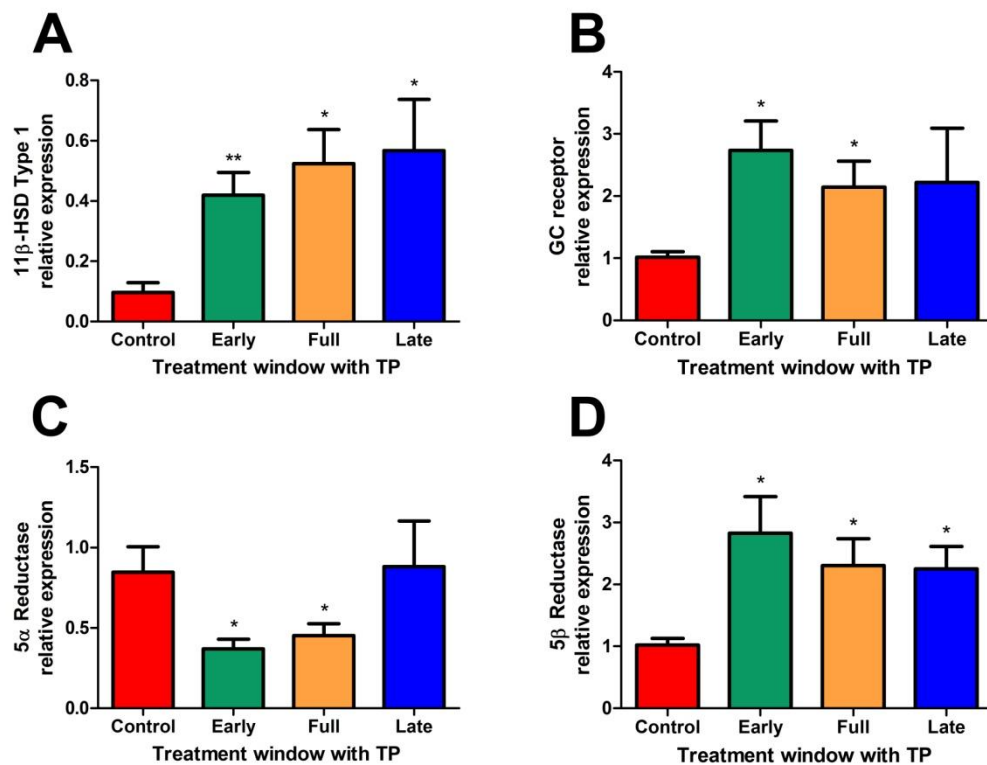 A
11β-HSD Type 1
relative expression
0.8
0.6
0.4
0.2
0.0
**
*
*
Control Early Full Late
Treatment window with TP
B
GC receptor
relative expression
4
3
2
1
0
*
*
Control Early Full Late
Treatment window with TP
C
5α Reductase
relative expression
1.5
1.0
0.5
0.0
*
*
Control Early Full Late
Treatment window with TP
D
5β Reductase
relative expression
4
3
2
1
0
*
*
*
Control Early Full Late
Treatment window with TP